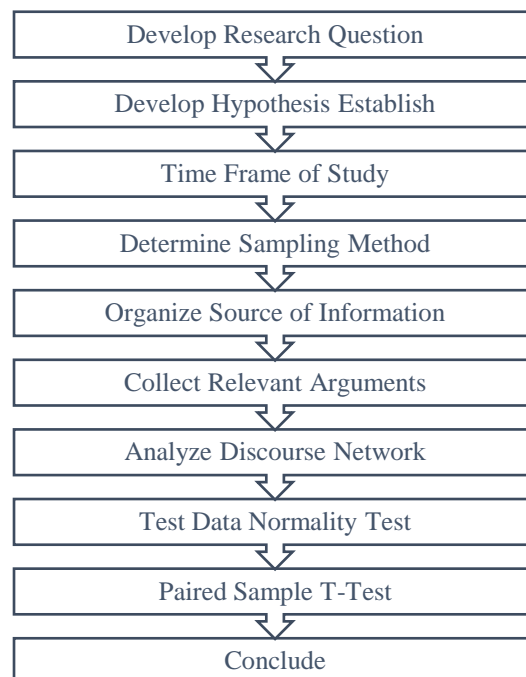 Develop Research Question
Develop Hypothesis Establish
Time Frame of Study
Determine Sampling Method
Organize Source of Information
Collect Relevant Arguments
Analyze Discourse Network
Test Data Normality Test
Paired Sample T-Test
Conclude